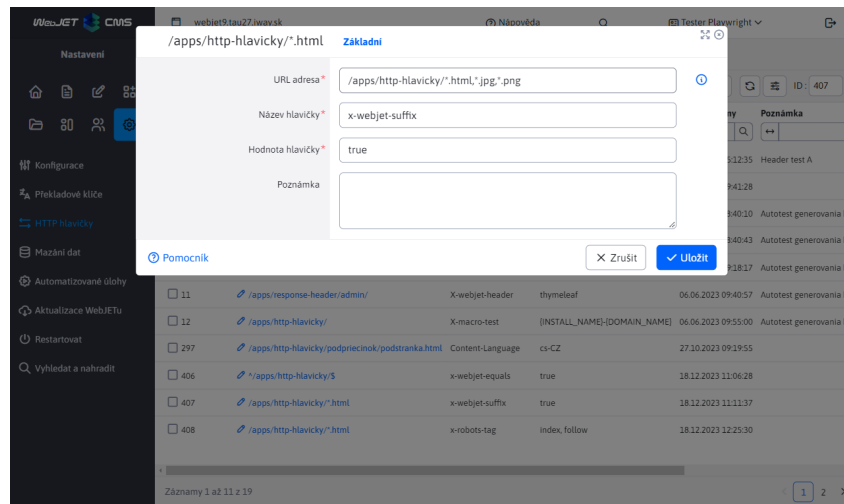 WebJET CMS
webjet9.tau27.iway.sk
Nápověda
Tester Playwright
Nastavení
Konfigurace
Překladové klíče
HTTP hlavičky
Mazání dat
Automatizované úlohy
Aktualizace WebJETu
Restartovat
Vyhledat a nahradit
/apps/http-hlavicky/*.html Základní
URL adresa* /apps/http-hlavicky/*.html,*.jpg,*.png
Název hlavičky* x-webjet-suffix
Hodnota hlavičky* true
Poznámka
Pomocník
Zrušit
Uložit
ID: 407
ny Poznámka
5:12:35 Header test A
9:41:28
8:40:10 Autotest generovania
8:40:43 Autotest generovania
9:18:17 Autotest generovania
11 /apps/response-header/admin/ X-webjet-header thymeleaf 06.06.2023 09:40:57 Autotest generovania
12 /apps/http-hlavicky/ X-macro-test {INSTALL_NAME}-{DOMAIN_NAME} 06.06.2023 09:55:00 Autotest generovania
297 /apps/http-hlavicky/podpriecinok/podstranka.html Content-Language cs-CZ 27.10.2023 09:19:55
406 ^/apps/http-hlavicky/$ x-webjet-equals true 18.12.2023 11:06:28
407 /apps/http-hlavicky/*.html x-webjet-suffix true 18.12.2023 11:11:37
408 /apps/http-hlavicky/*.html x-robots-tag index, follow 18.12.2023 12:25:30
Záznamy 1 až 11 z 19
1 2